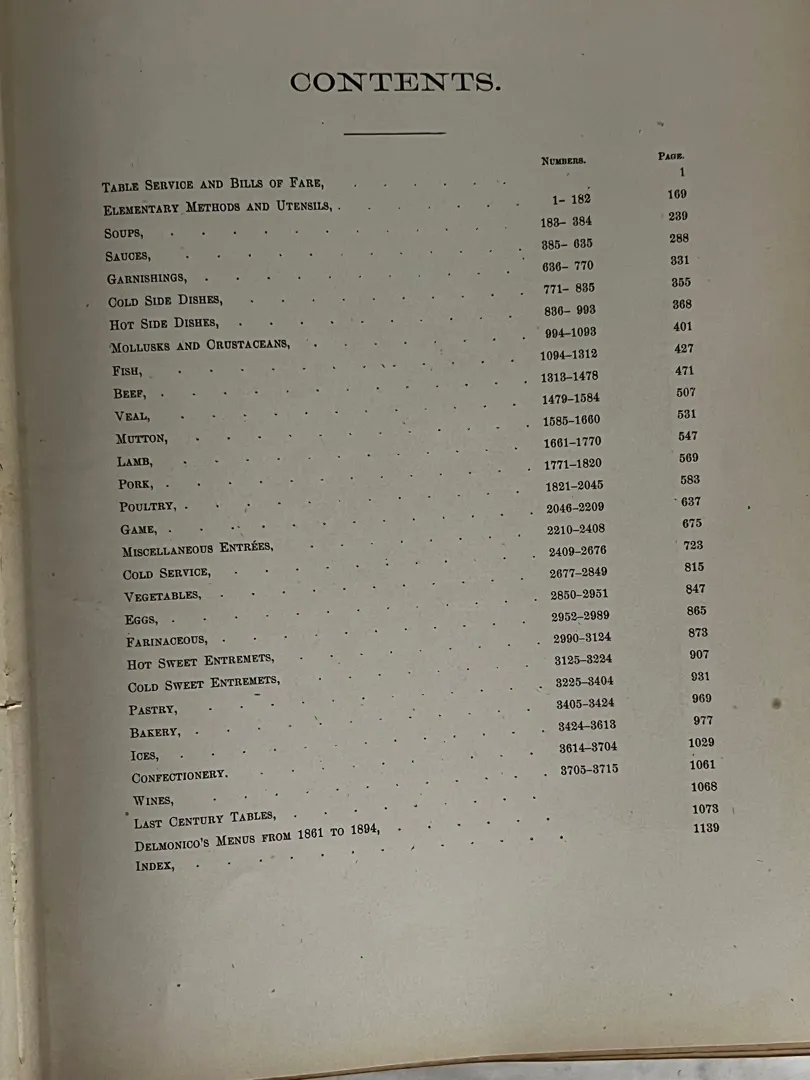 CONTENTS.
NUMBERS. PAGE.
TABLE SERVICE AND BILLS OF FARE, 1
ELEMENTARY METHODS AND UTENSILS, 1– 182 169
SOUPS, 183– 384 239
SAUCES, 385– 635 288
GARNISHINGS, 636– 770 331
COLD SIDE DISHES, 771– 835 355
HOT SIDE DISHES, 836– 993 368
MOLLUSKS AND CRUSTACEANS, 994–1093 401
FISH, 1094–1312 427
BEEF, 1313–1478 471
VEAL, 1479–1584 507
MUTTON, 1585–1660 531
LAMB, 1661–1770 547
PORK, 1771–1820 569
POULTRY, 1821–2045 583
GAME, 2046–2209 637
MISCELLANEOUS ENTRÉES, 2210–2408 675
COLD SERVICE, 2409–2676 723
VEGETABLES, 2677–2849 815
EGGS, 2850–2951 847
FARINACEOUS, 2952–2989 865
HOT SWEET ENTREMETS, 2990–3124 873
COLD SWEET ENTREMETS, 3125–3224 907
PASTRY, 3225–3404 931
BAKERY, 3405–3424 969
ICES, 3424–3613 977
CONFECTIONERY. 3614–3704 1029
WINES, 3705–3715 1061
LAST CENTURY TABLES, 1068
DELMONICO'S MENUS FROM 1861 TO 1894, 1073
INDEX, 1139